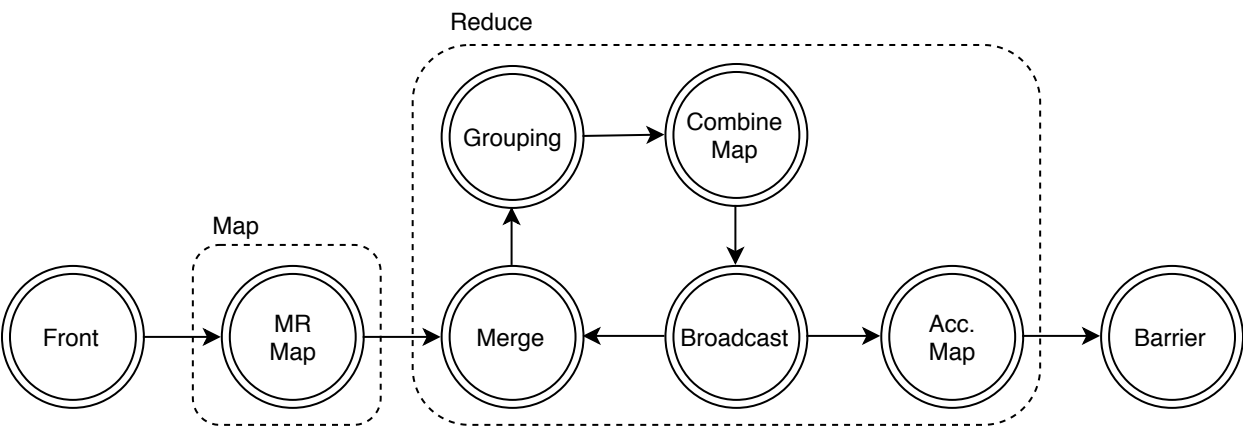 Reduce
Grouping
Combine
Map
Map
Front
MR
Map
Merge
Broadcast
Acc.
Map
Barrier